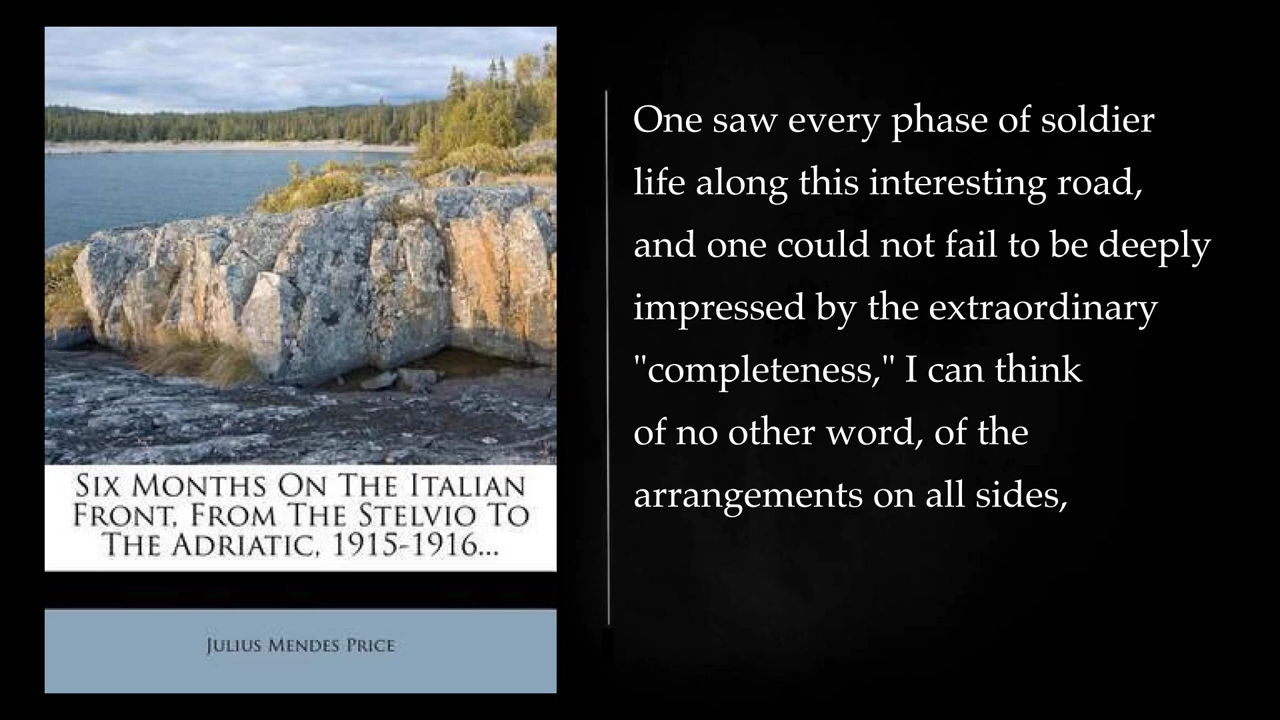 SIX MONTHS ON THE ITALIAN
FRONT, FROM THE STELVIO TO
THE ADRIATIC, 1915-1916...
JULIUS MENDES PRICE
One saw every phase of soldier
life along this interesting road,
and one could not fail to be deeply
impressed by the extraordinary
"completeness," I can think
of no other word, of the
arrangements on all sides,